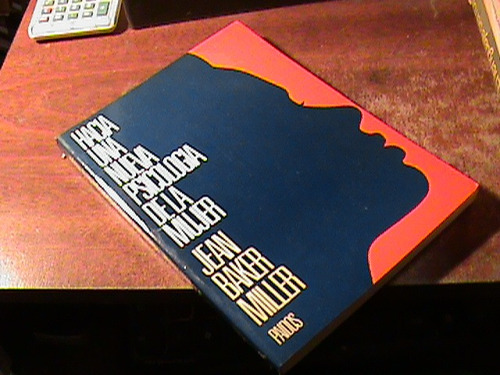 HACIA
UNA
NUEVA
PSICOLOGIA
DE LA
MUJER
JEAN
BAKER
MILLER
PAIDOS